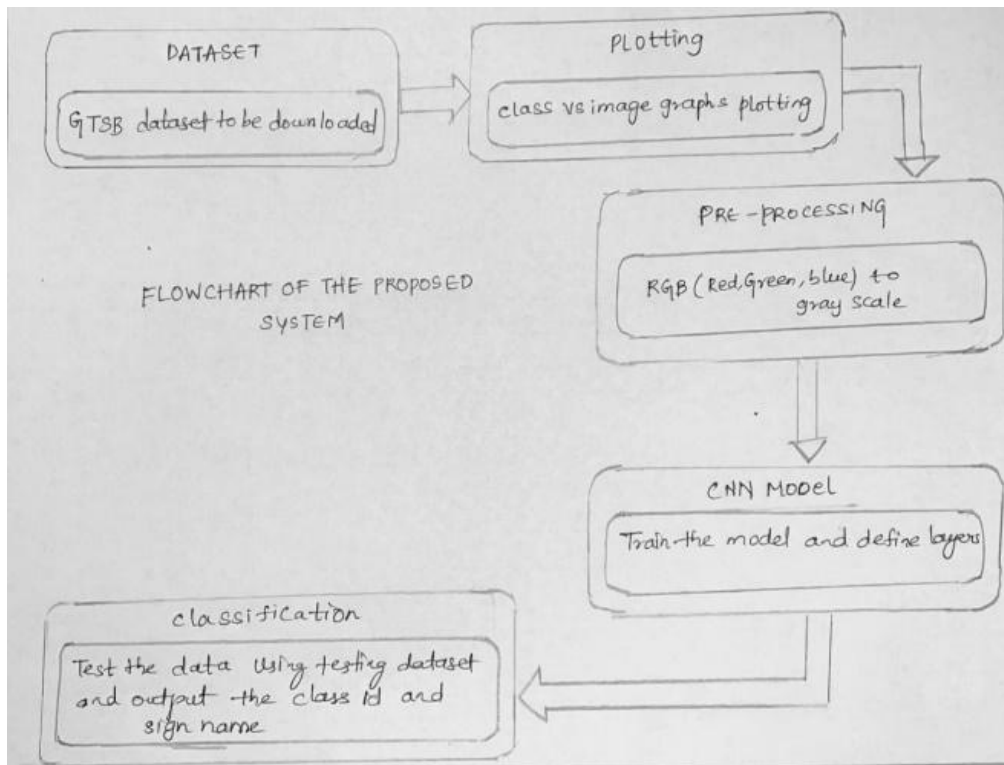 DATASET
GTSB dataset to be downloaded
Plotting
class vs image graphs plotting
PRE-PROCESSING
RGB (Red,Green,blue) to
gray scale
FLOWCHART OF THE PROPOSED
SYSTEM
CNN MODEL
Train the model and define layers
classification
Test the data using testing dataset
and output the class id and
sign name